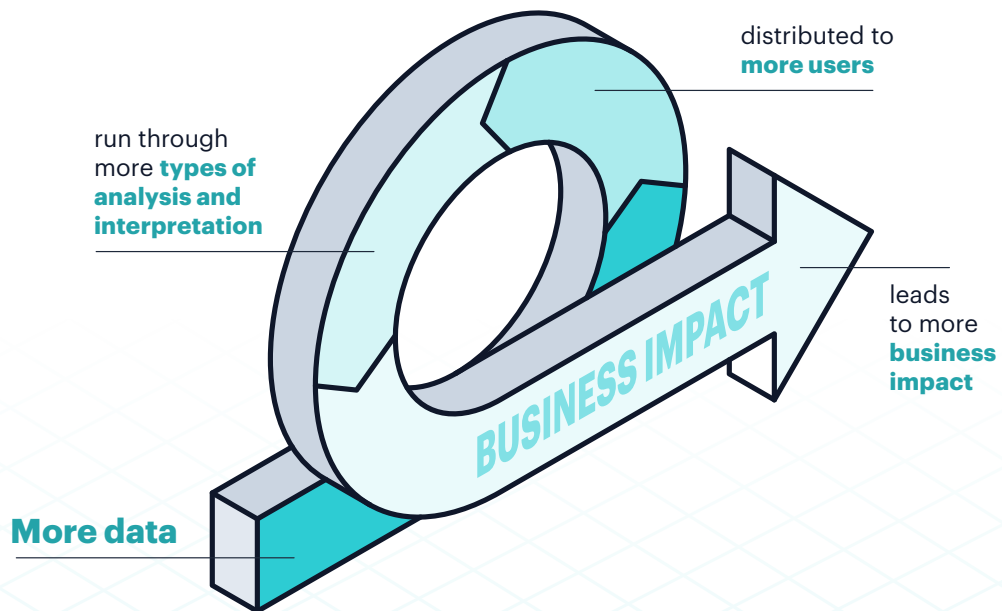 More data
run through
more types of
analysis and
interpretation
distributed to
more users
leads
to more
business
impact
BUSINESS IMPACT